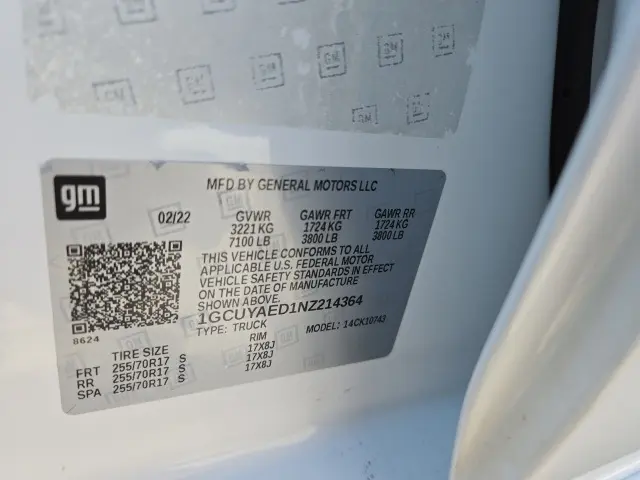 gm
MFD BY GENERAL MOTORS LLC
02/22 GVWR GAWR FRT GAWR RR
3221 KG 1724 KG 1724 KG
7100 LB 3800 LB 3800 LB
THIS VEHICLE CONFORMS TO ALL
APPLICABLE U.S. FEDERAL MOTOR
VEHICLE SAFETY STANDARDS IN EFFECT
ON THE DATE OF MANUFACTURE
SHOWN ABOVE.
1GCUYAED1NZ214364
8624 TYPE: TRUCK MODEL: 14CK10743
TIRE SIZE RIM
FRT 255/70R17 S 17X8J
RR 255/70R17 S 17X8J
SPA 255/70R17 S 17X8J